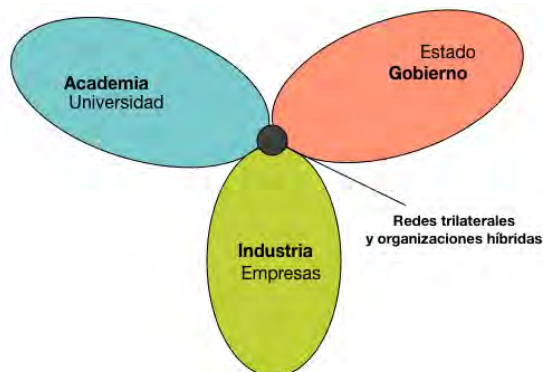 Academia
Universidad
Estado
Gobierno
Redes trilaterales
y organizaciones híbridas
Industria
Empresas